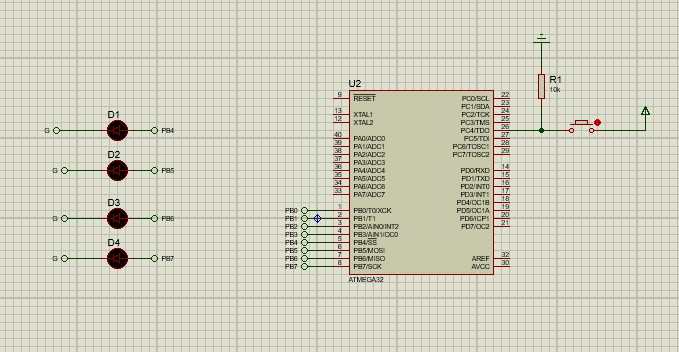 U2
9 RESET PC0/SCL 22
PC1/SDA 23
13 XTAL1 PC2/TCK 24
12 XTAL2 PC3/TMS 25
PC4/TDO 26
40 PA0/ADC0 PC5/TDI 27
39 PA1/ADC1 PC6/TOSC1 28
38 PA2/ADC2 PC7/TOSC2 29
37 PA3/ADC3
36 PA4/ADC4 PD0/RXD 14
35 PA5/ADC5 PD1/TXD 15
34 PA6/ADC6 PD2/INT0 16
33 PA7/ADC7 PD3/INT1 17
PD4/OC1B 18
PB0 1 PB0/T0/XCK PD5/OC1A 19
PB1 2 PB1/T1 PD6/ICP1 20
PB2 3 PB2/AIN0/INT2 PD7/OC2 21
PB3 4 PB3/AIN1/OC0
PB4 5 PB4/SS
PB5 6 PB5/MOSI
PB6 7 PB6/MISO AREF 32
PB7 8 PB7/SCK AVCC 30
ATMEGA32
R1
10k
D1
G PB4
D2
G PB5
D3
G PB6
D4
G PB7